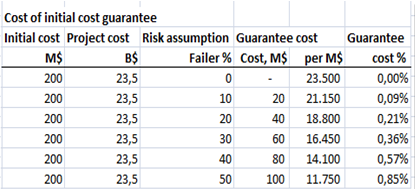 Cost of initial cost guarantee
Initial cost Project cost Risk assumption Guarantee cost Guarantee
M$ B$ Failer % Cost, M$ per M$ cost %
200 23,5 0 - 23.500 0,00%
200 23,5 10 20 21.150 0,09%
200 23,5 20 40 18.800 0,21%
200 23,5 30 60 16.450 0,36%
200 23,5 40 80 14.100 0,57%
200 23,5 50 100 11.750 0,85%